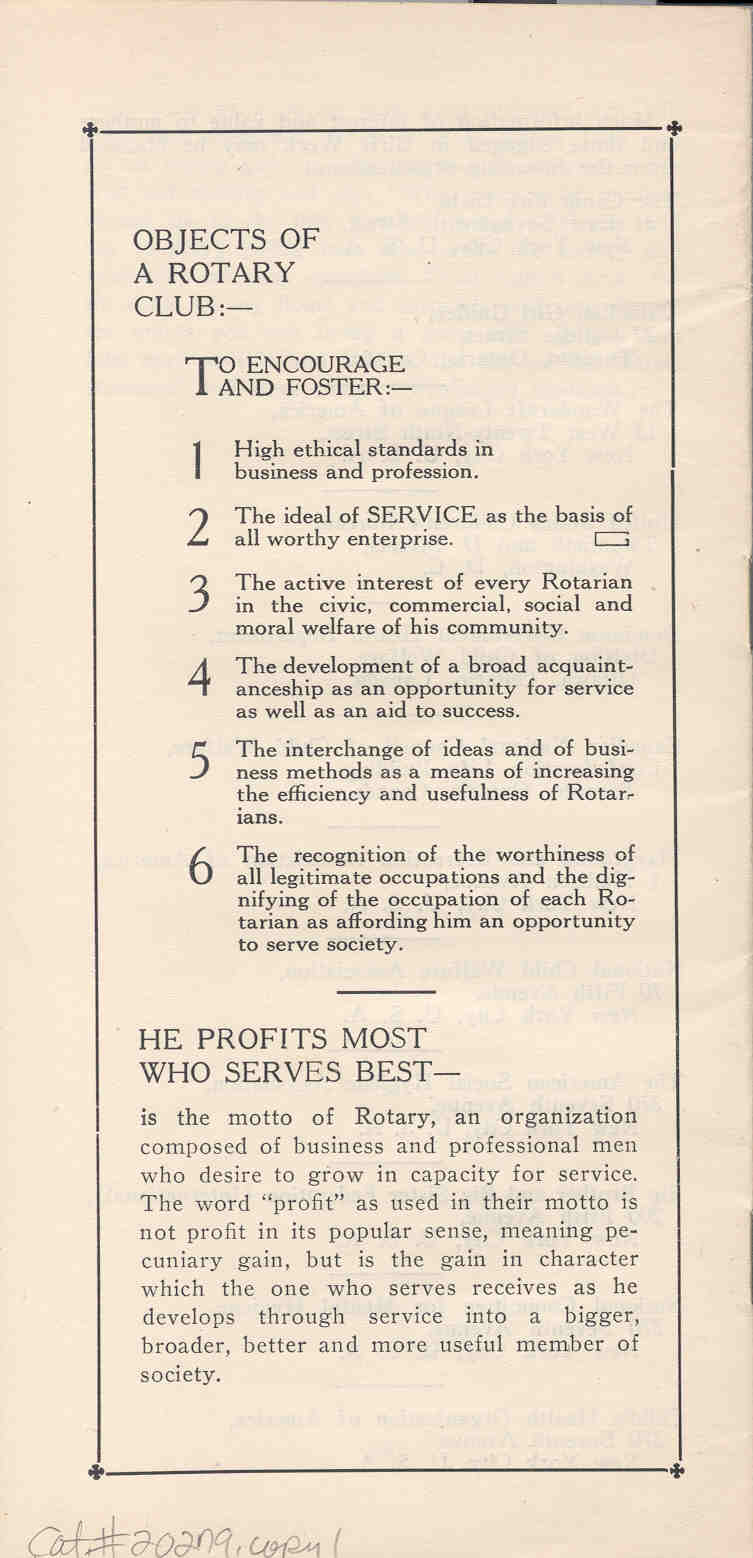 OBJECTS OF
A ROTARY
CLUB:—
TO ENCOURAGE
AND FOSTER:—
1 High ethical standards in
business and profession.
2 The ideal of SERVICE as the basis of
all worthy enterprise.
3 The active interest of every Rotarian
in the civic, commercial, social and
moral welfare of his community.
4 The development of a broad acquaint-
anceship as an opportunity for service
as well as an aid to success.
5 The interchange of ideas and of busi-
ness methods as a means of increasing
the efficiency and usefulness of Rotar-
ians.
6 The recognition of the worthiness of
all legitimate occupations and the dig-
nifying of the occupation of each Ro-
tarian as affording him an opportunity
to serve society.
HE PROFITS MOST
WHO SERVES BEST—
is the motto of Rotary, an organization
composed of business and professional men
who desire to grow in capacity for service.
The word “profit” as used in their motto is
not profit in its popular sense, meaning pe-
cuniary gain, but is the gain in character
which the one who serves receives as he
develops through service into a bigger,
broader, better and more useful member of
society.
Cat.# 20279, copy 1